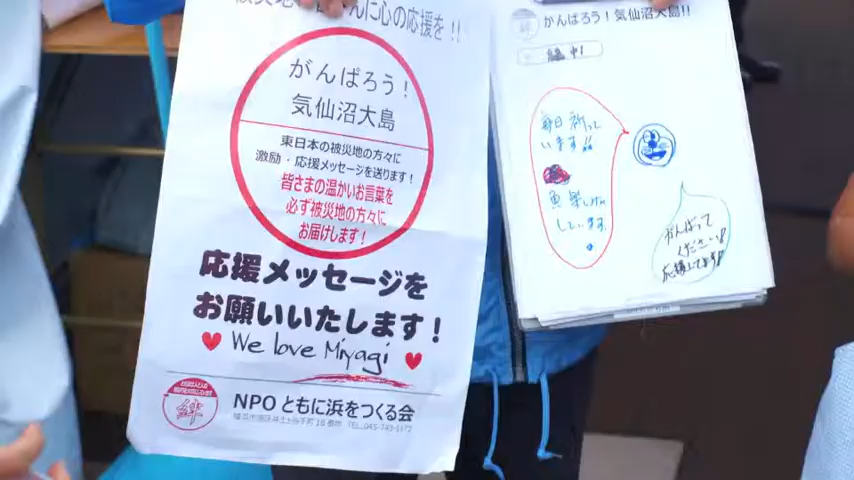 に心の応援を!!
がんばろう!
気仙沼大島
東日本の被災地の方々に
激励・応援メッセージを送ります!
皆さまの温かいお言葉を
必ず被災地の方々に
お届けします!
応援メッセージを
お願いいたします!
We love Miyagi
絆
NPO ともに浜をつくる会
がんばろう!気仙沼大島!!
毎日祈って
います!!
して
います。
がんばって
ください!
応援してます!